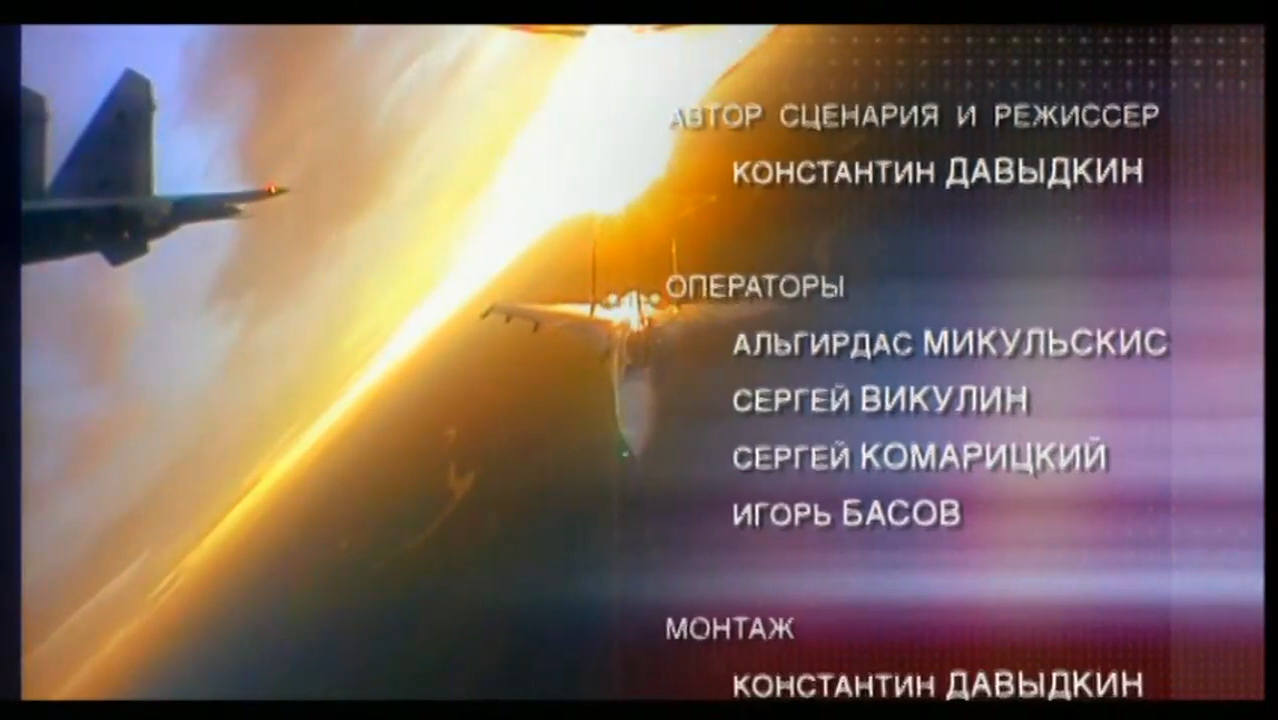 АВТОР СЦЕНАРИЯ И РЕЖИССЕР
КОНСТАНТИН ДАВЫДКИН
ОПЕРАТОРЫ
АЛЬГИРДАС МИКУЛЬСКИС
СЕРГЕЙ ВИКУЛИН
СЕРГЕЙ КОМАРИЦКИЙ
ИГОРЬ БАСОВ
МОНТАЖ
КОНСТАНТИН ДАВЫДКИН